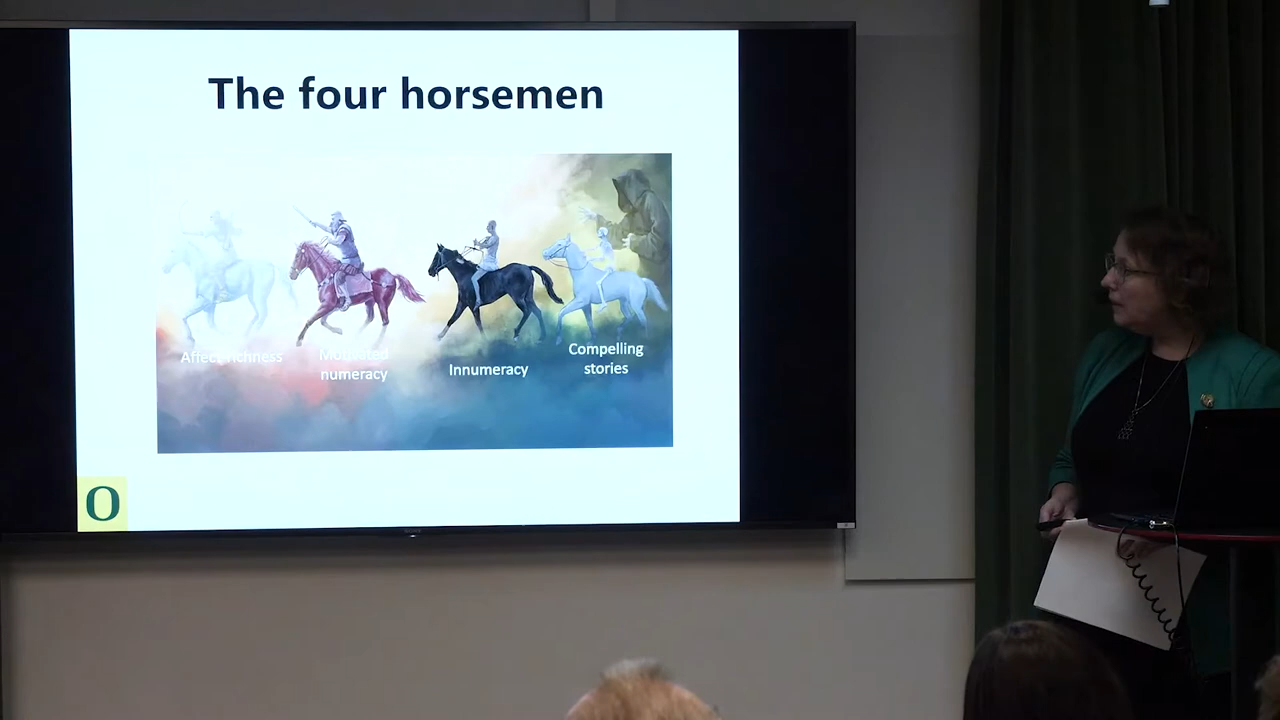 The four horsemen
Affect richness
Motivated
numeracy
Innumeracy
Compelling
stories
O